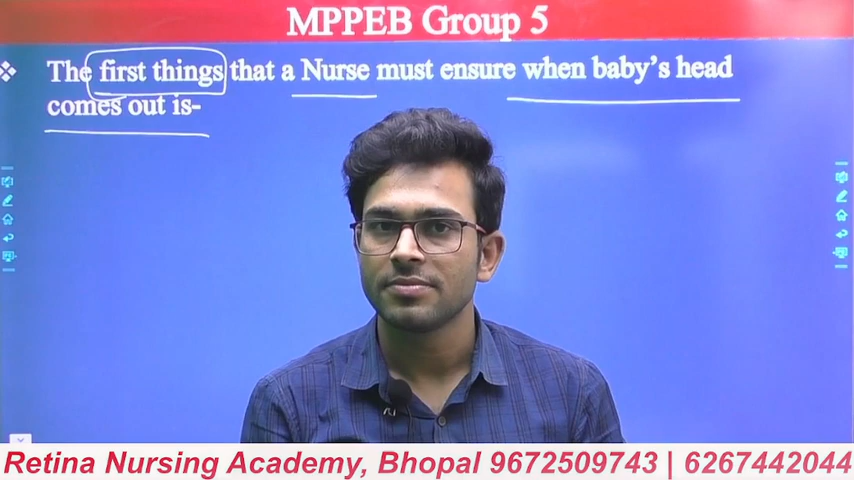 MPPEB Group 5
The first things that a Nurse must ensure when baby's head
comes out is-
Retina Nursing Academy, Bhopal 9672509743 | 6267442044